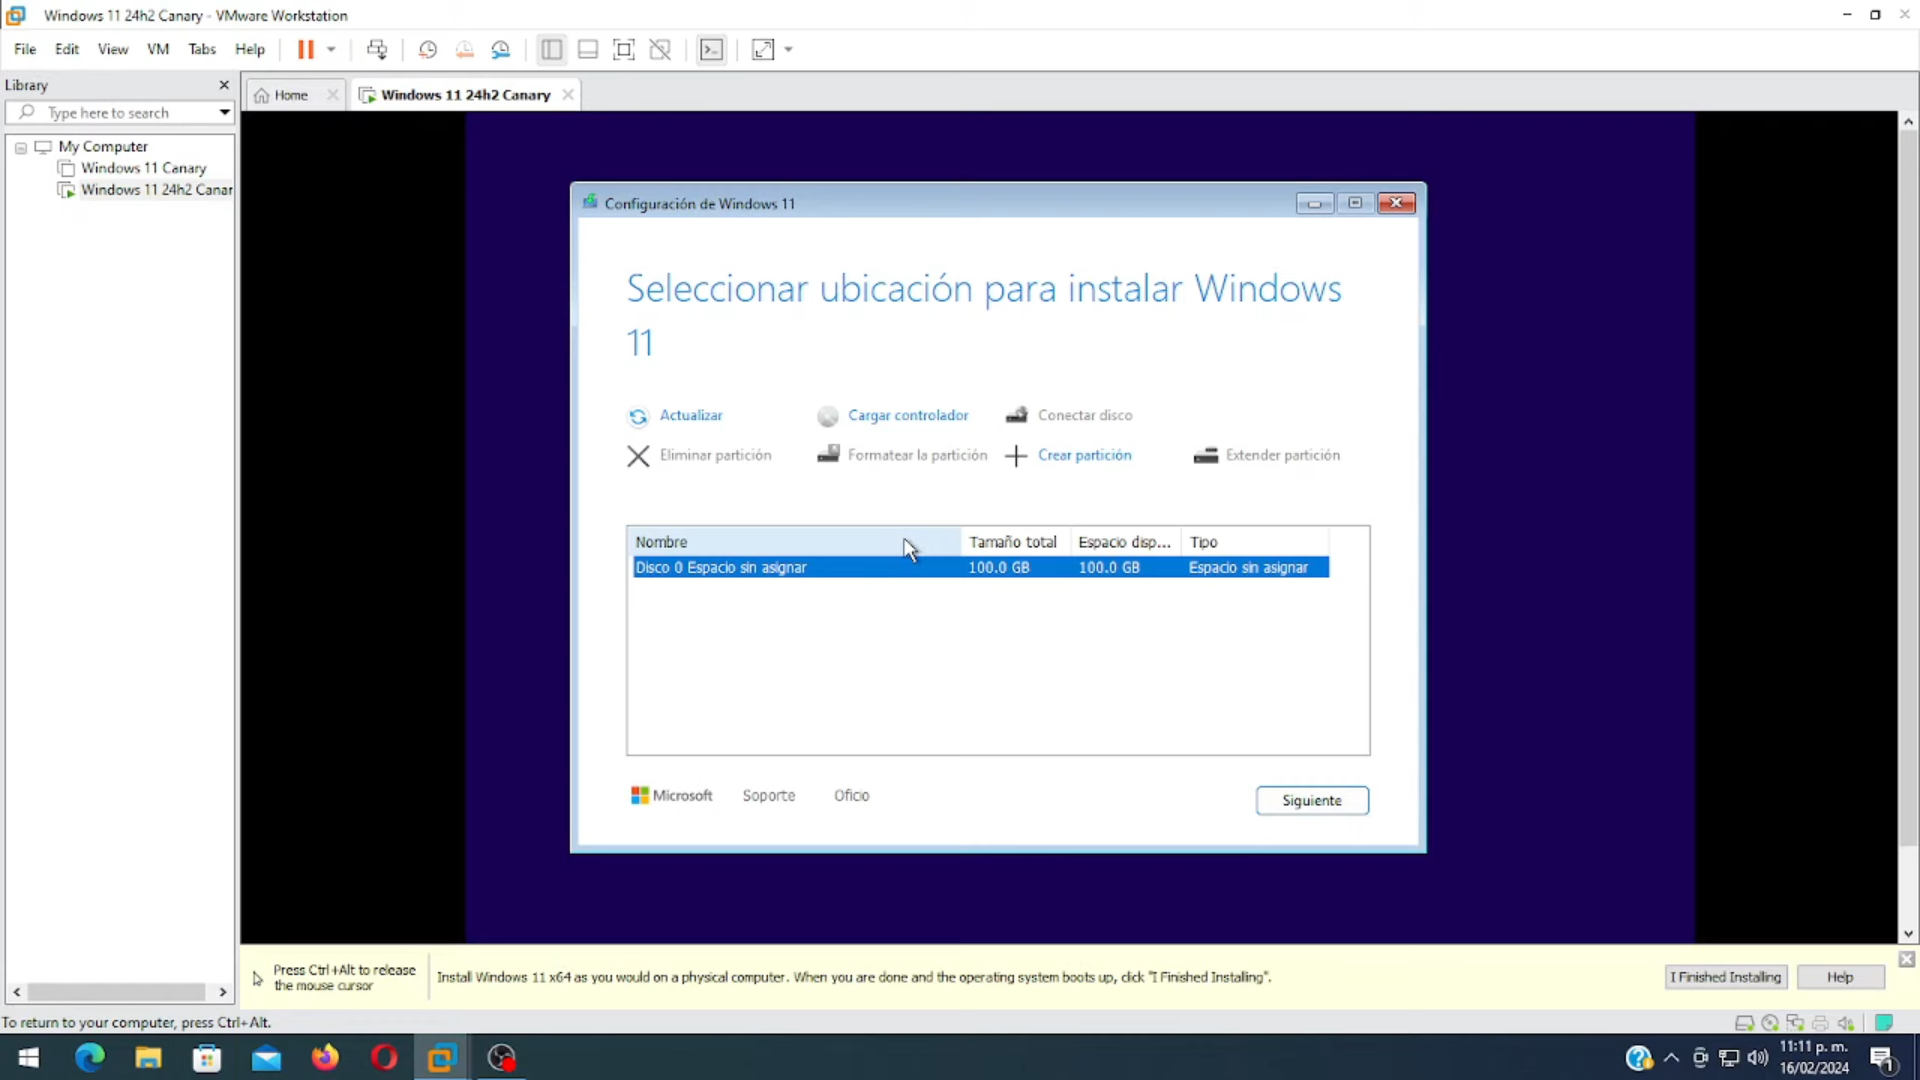 Windows 11 24h2 Canary - VMware Workstation
File Edit View VM Tabs Help
Library
Type here to search
My Computer
Windows 11 Canary
Windows 11 24h2 Canar
Home
Windows 11 24h2 Canary
Configuración de Windows 11
Seleccionar ubicación para instalar Windows
11
Actualizar
Cargar controlador
Conectar disco
Eliminar partición
Formatear la partición
Crear partición
Extender partición
Nombre Tamaño total Espacio disp... Tipo
Disco 0 Espacio sin asignar 100.0 GB 100.0 GB Espacio sin asignar
Microsoft Soporte Oficio
Siguiente
Press Ctrl+Alt to release
the mouse cursor
Install Windows 11 x64 as you would on a physical computer. When you are done and the operating system boots up, click "I Finished Installing".
I Finished Installing
Help
To return to your computer, press Ctrl+Alt.
11:11 p. m.
16/02/2024
1